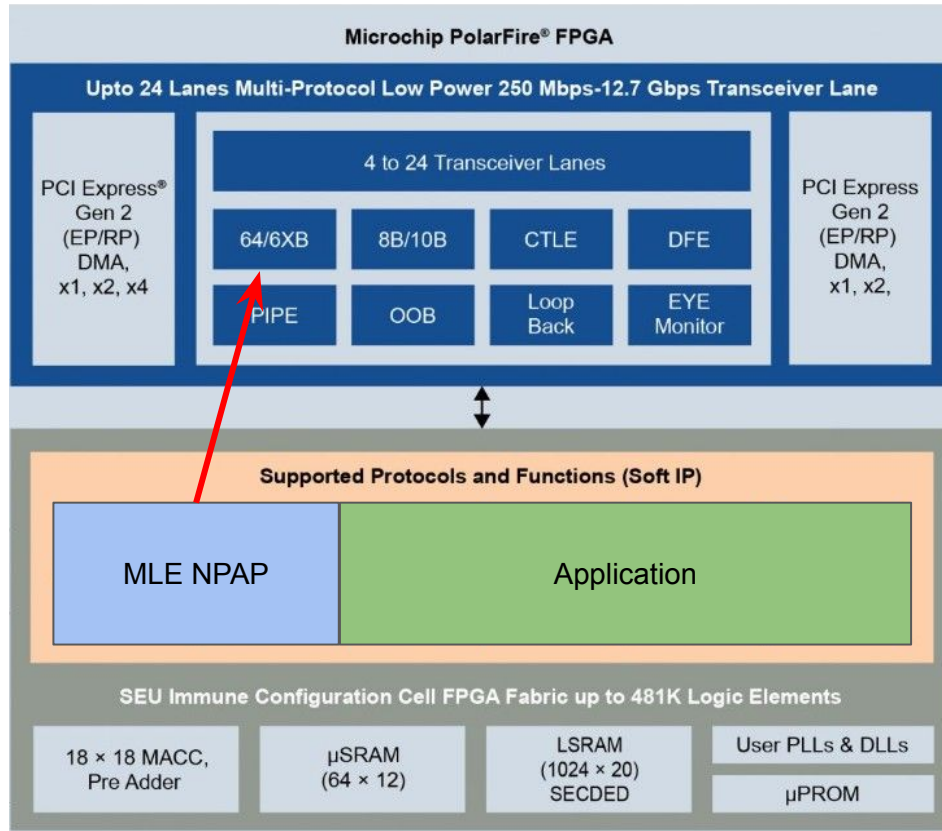 Microchip PolarFire® FPGA
Upto 24 Lanes Multi-Protocol Low Power 250 Mbps-12.7 Gbps Transceiver Lane
PCI Express®
Gen 2
(EP/RP)
DMA,
x1, x2, x4
4 to 24 Transceiver Lanes
64/6XB
8B/10B
CTLE
DFE
PIPE
OOB
Loop
Back
EYE
Monitor
PCI Express
Gen 2
(EP/RP)
DMA,
x1, x2,
Supported Protocols and Functions (Soft IP)
MLE NPAP
Application
SEU Immune Configuration Cell FPGA Fabric up to 481K Logic Elements
18 × 18 MACC,
Pre Adder
µSRAM
(64 × 12)
LSRAM
(1024 × 20)
SECDED
User PLLs & DLLs
µPROM